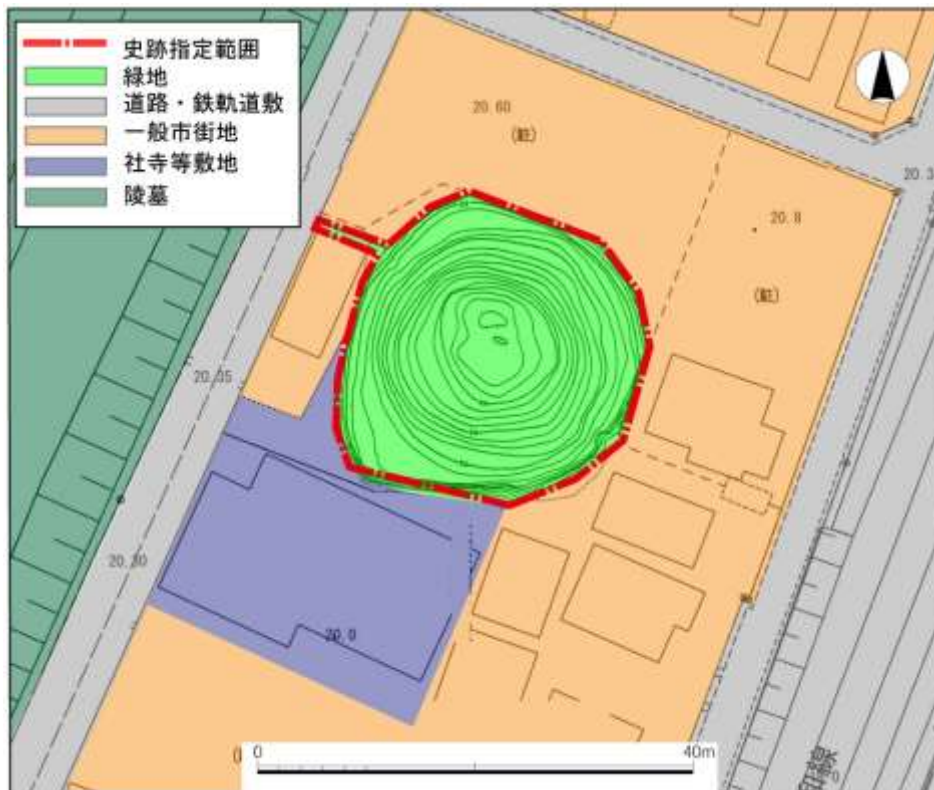 史跡指定範囲
緑地
道路・鉄軌道敷
一般市街地
社寺等敷地
陵墓
20.60
(駐)
20.3
20.8
(駐)
20.35
20.30
20.0
0 40m